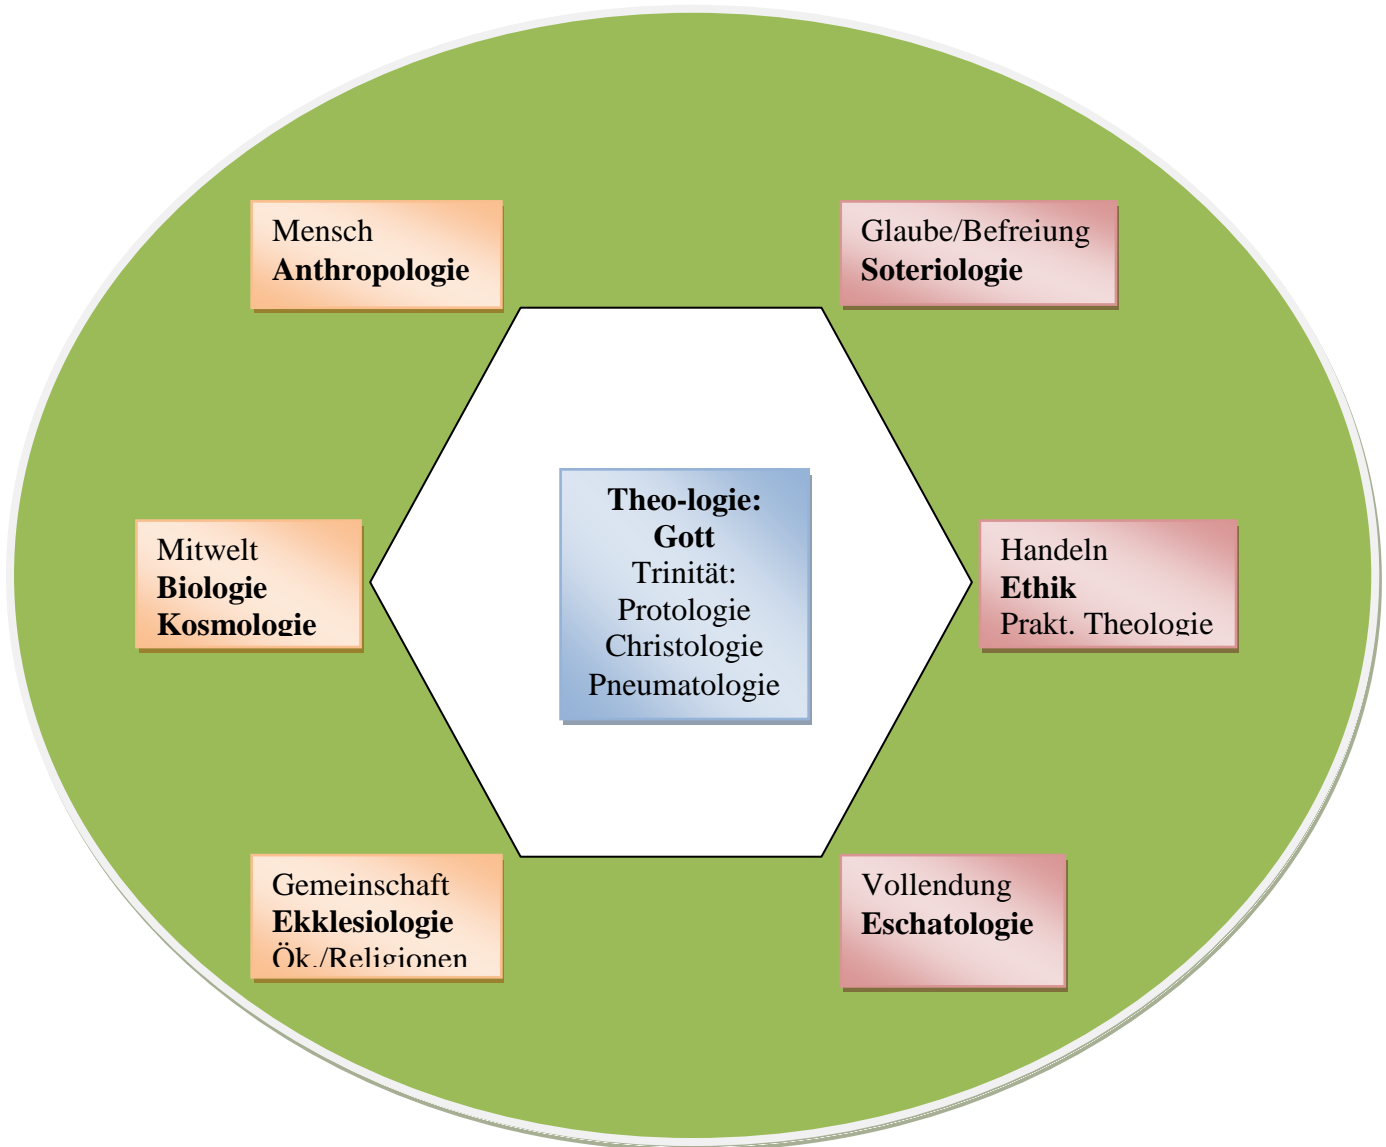 Mensch
Anthropologie
Glaube/Befreiung
Soteriologie
Mitwelt
Biologie
Kosmologie
Theo-logie:
Gott
Trinität:
Protologie
Christologie
Pneumatologie
Handeln
Ethik
Prakt. Theologie
Gemeinschaft
Ekklesiologie
Ök./Religionen
Vollendung
Eschatologie